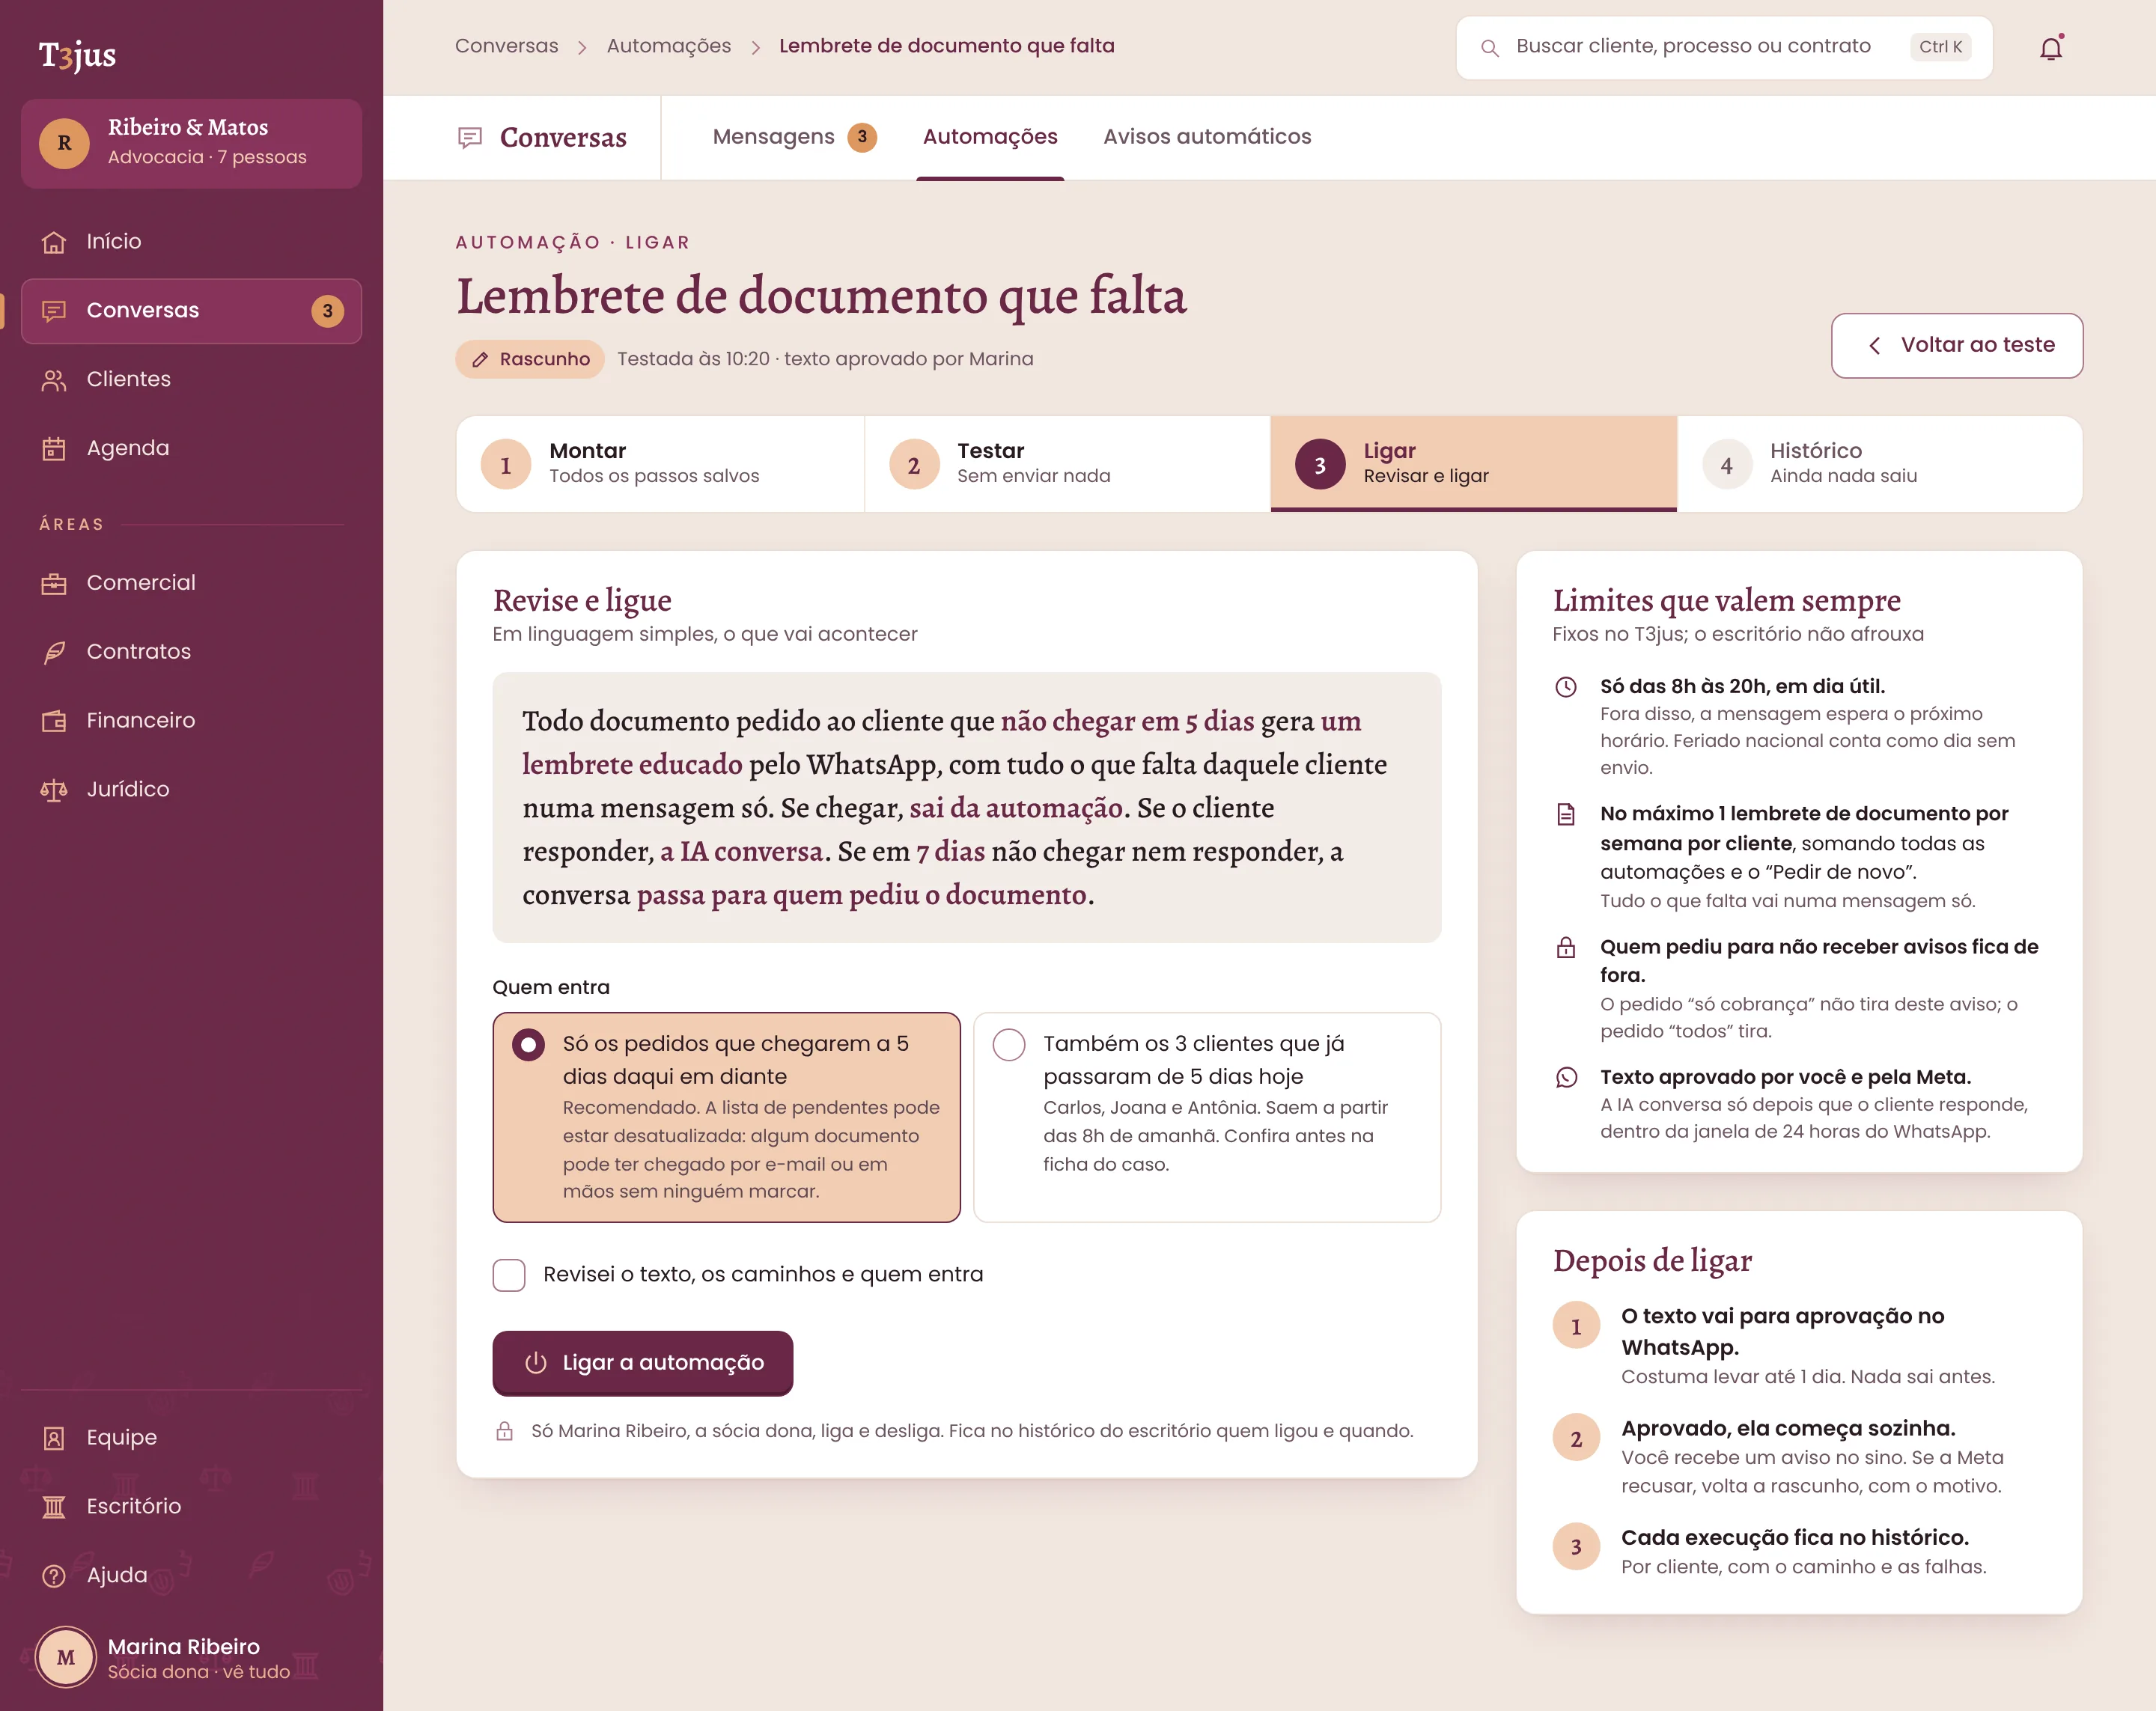 T3jus
R
Ribeiro & Matos
Advocacia · 7 pessoas
Início
Conversas
3
Clientes
Agenda
ÁREAS
Comercial
Contratos
Financeiro
Jurídico
Equipe
Escritório
Ajuda
M
Marina Ribeiro
Sócia dona · vê tudo
Conversas
Automações
Lembrete de documento que falta
Buscar cliente, processo ou contrato
Ctrl K
Conversas
Mensagens
3
Automações
Avisos automáticos
AUTOMAÇÃO · LIGAR
Lembrete de documento que falta
Rascunho
Testada às 10:20 · texto aprovado por Marina
Voltar ao teste
1
Montar
Todos os passos salvos
2
Testar
Sem enviar nada
3
Ligar
Revisar e ligar
4
Histórico
Ainda nada saiu
Revise e ligue
Em linguagem simples, o que vai acontecer
Todo documento pedido ao cliente que não chegar em 5 dias gera um
lembrete educado pelo WhatsApp, com tudo o que falta daquele cliente
numa mensagem só. Se chegar, sai da automação. Se o cliente
responder, a IA conversa. Se em 7 dias não chegar nem responder, a
conversa passa para quem pediu o documento.
Quem entra
Só os pedidos que chegarem a 5
dias daqui em diante
Recomendado. A lista de pendentes pode
estar desatualizada: algum documento
pode ter chegado por e-mail ou em
mãos sem ninguém marcar.
Também os 3 clientes que já
passaram de 5 dias hoje
Carlos, Joana e Antônia. Saem a partir
das 8h de amanhã. Confira antes na
ficha do caso.
Revisei o texto, os caminhos e quem entra
Ligar a automação
Só Marina Ribeiro, a sócia dona, liga e desliga. Fica no histórico do escritório quem ligou e quando.
Limites que valem sempre
Fixos no T3jus; o escritório não afrouxa
Só das 8h às 20h, em dia útil.
Fora disso, a mensagem espera o próximo
horário. Feriado nacional conta como dia sem
envio.
No máximo 1 lembrete de documento por
semana por cliente, somando todas as
automações e o “Pedir de novo”.
Tudo o que falta vai numa mensagem só.
Quem pediu para não receber avisos fica de
fora.
O pedido “só cobrança” não tira deste aviso; o
pedido “todos” tira.
Texto aprovado por você e pela Meta.
A IA conversa só depois que o cliente responde,
dentro da janela de 24 horas do WhatsApp.
Depois de ligar
1
O texto vai para aprovação no
WhatsApp.
Costuma levar até 1 dia. Nada sai antes.
2
Aprovado, ela começa sozinha.
Você recebe um aviso no sino. Se a Meta
recusar, volta a rascunho, com o motivo.
3
Cada execução fica no histórico.
Por cliente, com o caminho e as falhas.